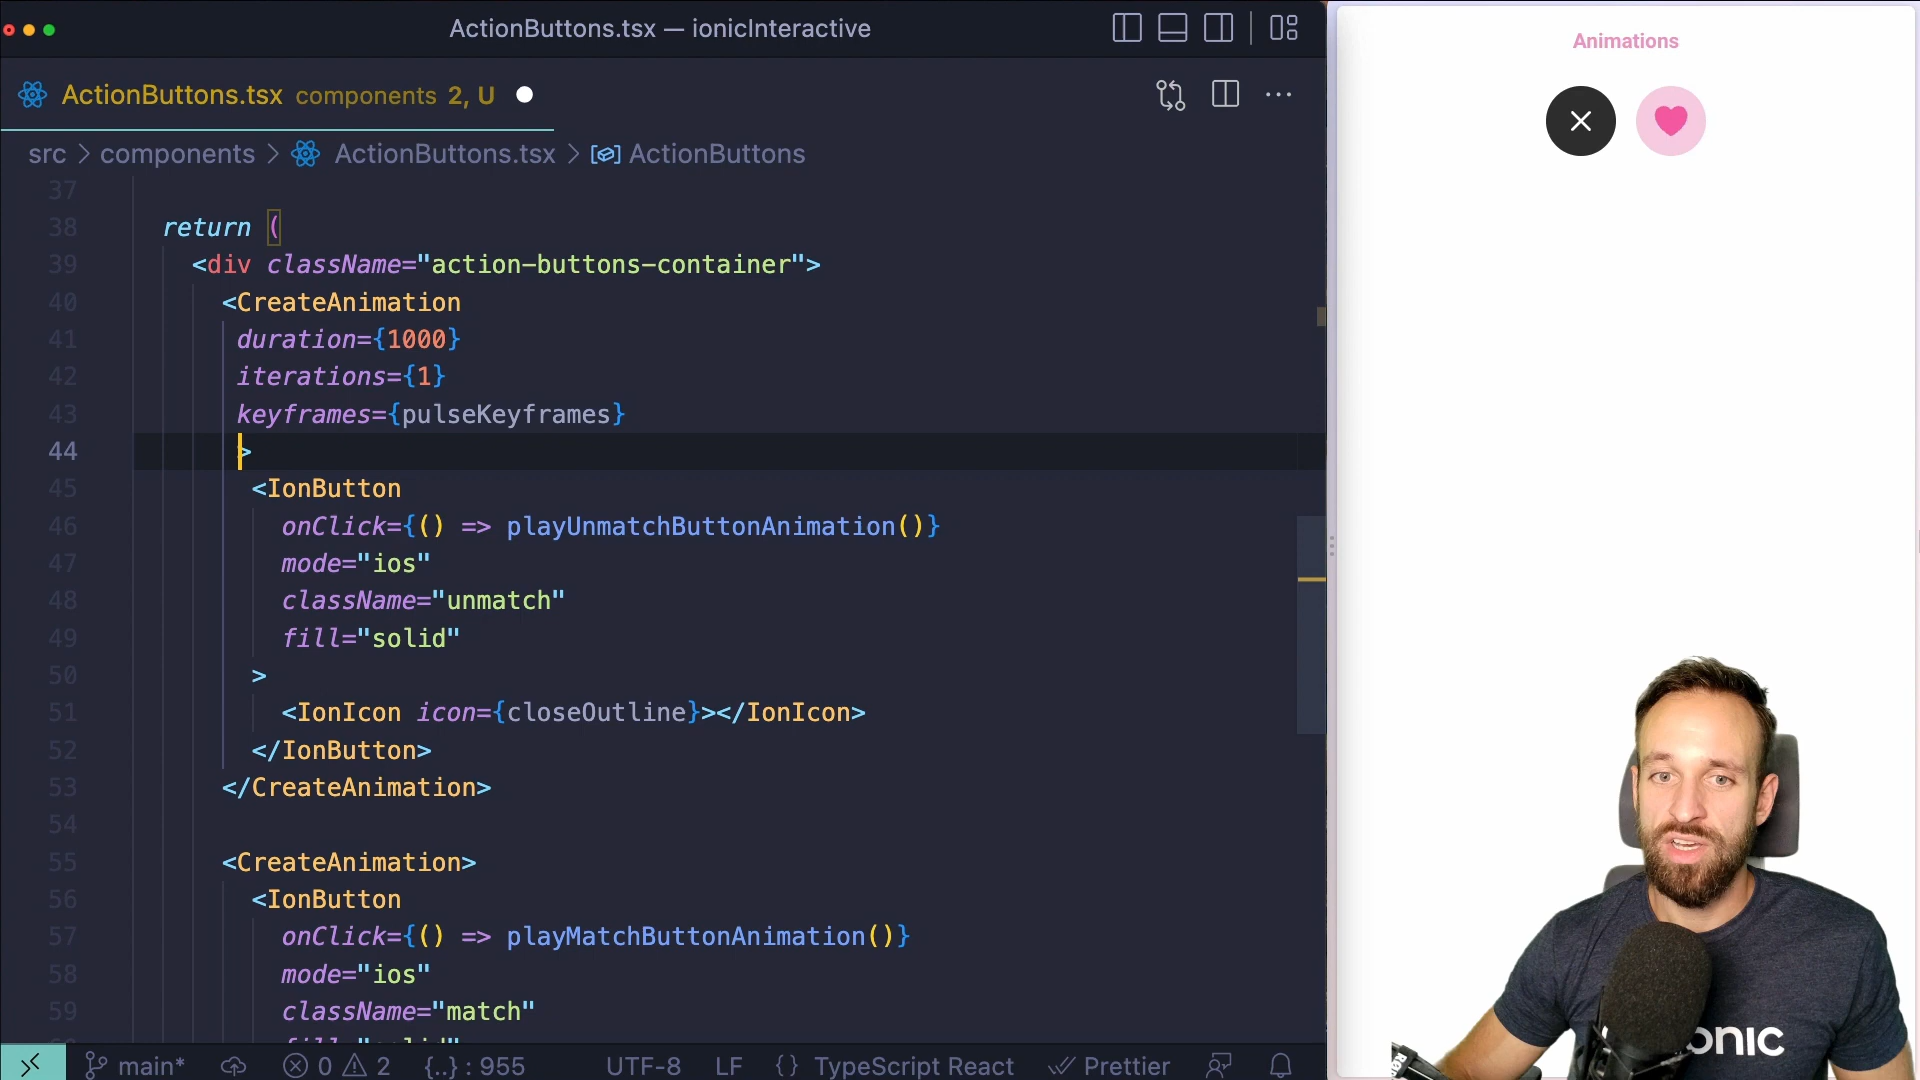 ActionButtons.tsx — ionicInteractive
ActionButtons.tsx components 2, U
src > components > ActionButtons.tsx > ActionButtons
37
38 return (
39 <div className="action-buttons-container">
40 <CreateAnimation
41 duration={1000}
42 iterations={1}
43 keyframes={pulseKeyframes}
44 >
45 <IonButton
46 onClick={() => playUnmatchButtonAnimation()}
47 mode="ios"
48 className="unmatch"
49 fill="solid"
50 >
51 <IonIcon icon={closeOutline}></IonIcon>
52 </IonButton>
53 </CreateAnimation>
54
55 <CreateAnimation>
56 <IonButton
57 onClick={() => playMatchButtonAnimation()}
58 mode="ios"
59 className="match"
main* 0 2 {..} : 955 UTF-8 LF {} TypeScript React Prettier
Animations
onic